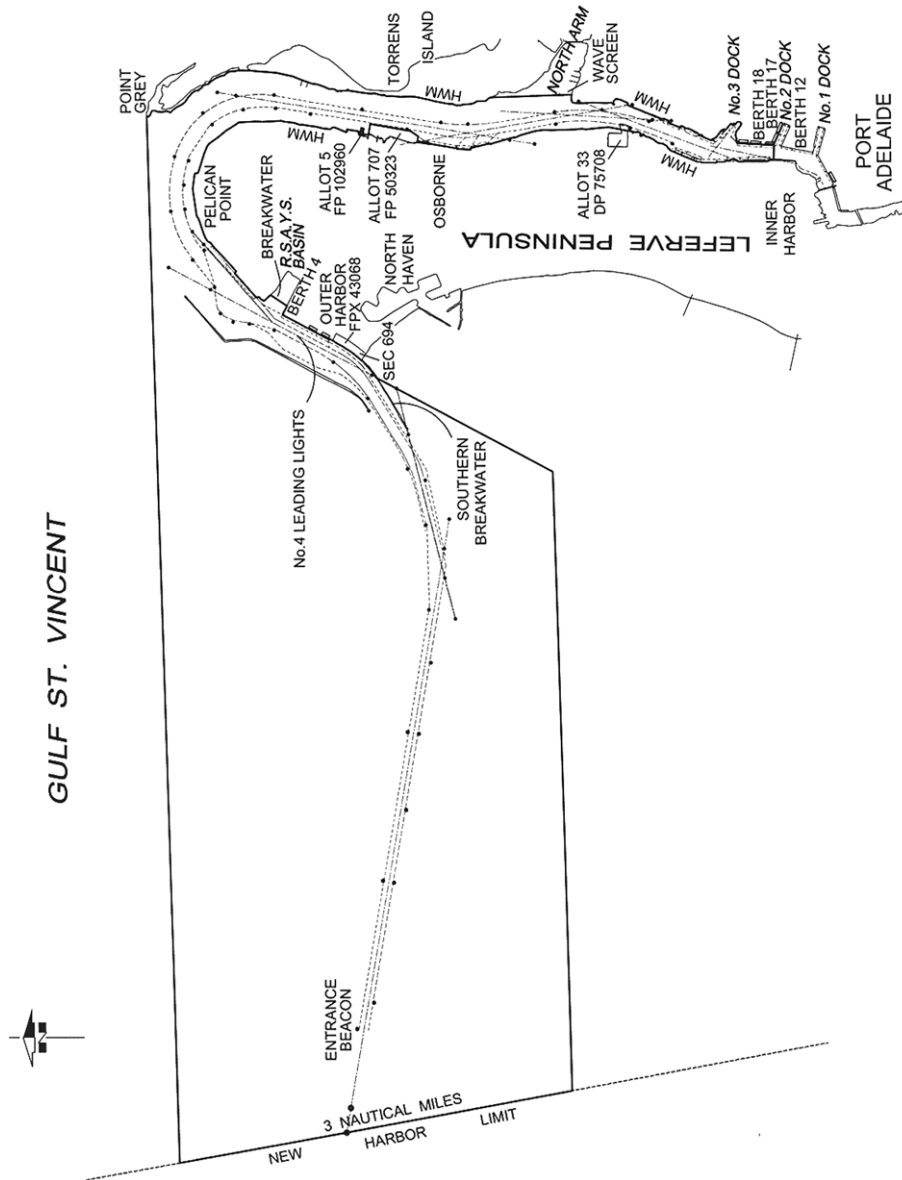 GULF ST. VINCENT
N
POINT
GREY
TORRENS
ISLAND
NORTH ARM
WAVE
SCREEN
HWM
HWM
HWM
HWM
No.3 DOCK
BERTH 18
BERTH 17
No.2 DOCK
BERTH 12
No.1 DOCK
PORT
ADELAIDE
INNER
HARBOR
PELICAN
POINT
ALLOT 5
FP 102960
ALLOT 707
FP 50323
OSBORNE
ALLOT 33
DP 75708
LEFERVE PENINSULA
BREAKWATER
R.S.A.Y.S.
BASIN
BERTH 4
OUTER
HARBOR
FPX 43068
SEC 694
NORTH
HAVEN
No.4 LEADING LIGHTS
SOUTHERN
BREAKWATER
ENTRANCE
BEACON
3 NAUTICAL MILES
NEW HARBOR LIMIT